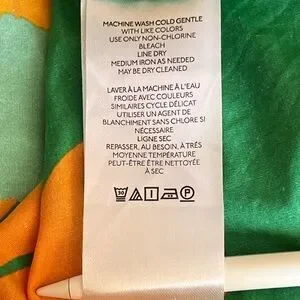 MACHINE WASH COLD GENTLE
WITH LIKE COLORS
USE ONLY NON-CHLORINE
BLEACH
LINE DRY
MEDIUM IRON AS NEEDED
MAY BE DRY CLEANED
LAVER À LA MACHINE À L'EAU
FROIDE AVEC COULEURS
SIMILAIRES CYCLE DÉLICAT
UTILISER UN AGENT DE
BLANCHIMENT SANS CHLORE SI
NÉCESSAIRE
LIGNE SEC
REPASSER, AU BESOIN, À TRÈS
MOYENNE TEMPÉRATURE
PEUT-ÊTRE ÊTRE NETTOYÉE
À SEC
30 P